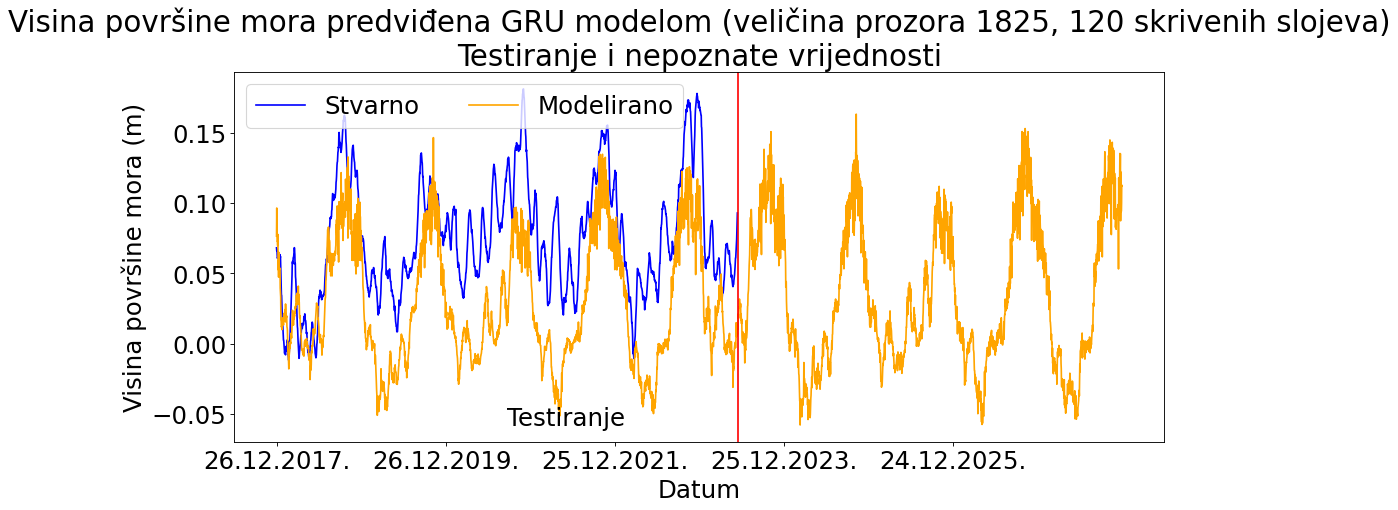 Visina površine mora predviđena GRU modelom (veličina prozora 1825, 120 skrivenih slojeva)
Testiranje i nepoznate vrijednosti
Stvarno
Modelirano
Visina površine mora (m)
0.15
0.10
0.05
0.00
−0.05
Testiranje
26.12.2017.
26.12.2019.
25.12.2021.
25.12.2023.
24.12.2025.
Datum